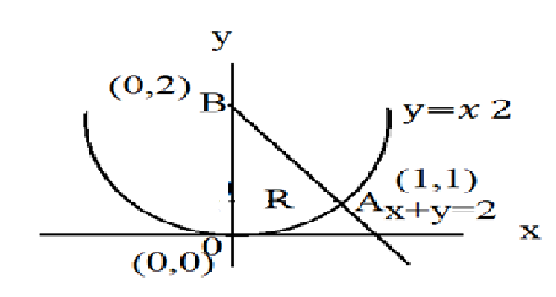 y
(0,2) B
y=x 2
(1,1)
R A x+y=2
x
0
(0,0)